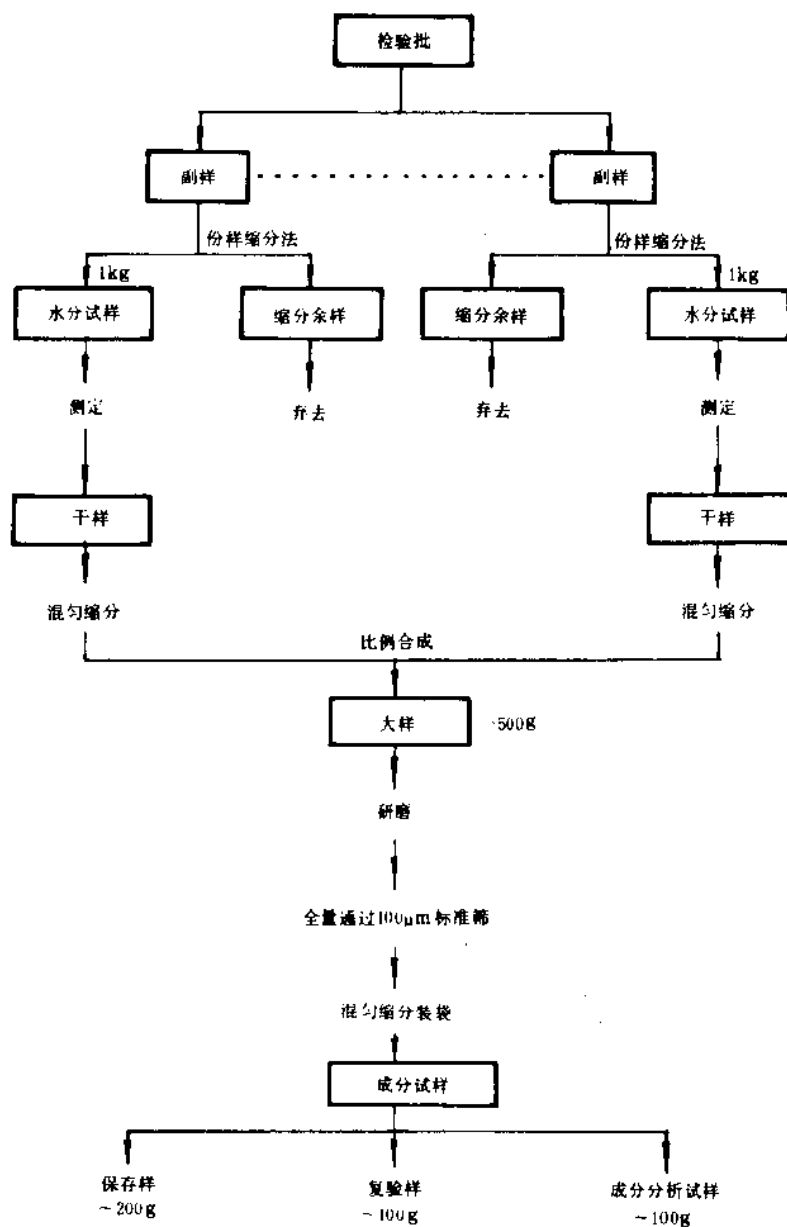 检验批
副样
副样
份样缩分法
份样缩分法
1kg
1kg
水分试样
缩分余样
缩分余样
水分试样
测定
弃去
弃去
测定
干样
干样
混匀缩分
混匀缩分
比例合成
大样
~500g
研磨
全量通过100μm标准筛
混匀缩分装袋
成分试样
保存样
~200g
复验样
~100g
成分分析试样
~100g